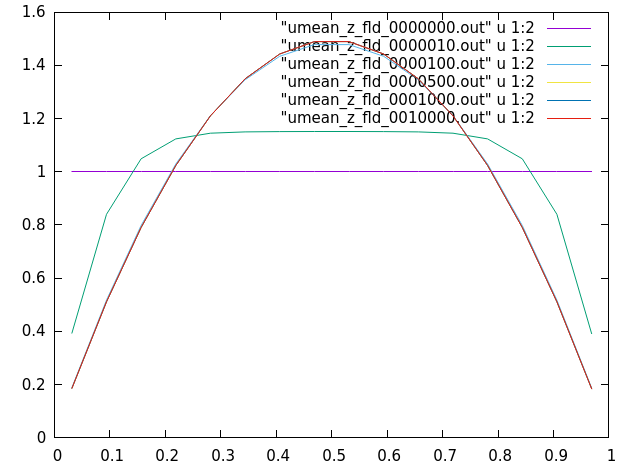 1.6
"umean_z_fld_0000000.out" u 1:2
"umean_z_fld_0000010.out" u 1:2
1.4
"umean_z_fld_0000100.out" u 1:2
"umean_z_fld_0000500.out" u 1:2
"umean_z_fld_0001000.out" u 1:2
1.2
"umean_z_fld_0010000.out" u 1:2
1
0.8
0.6
0.4
0.2
0
0 0.1 0.2 0.3 0.4 0.5 0.6 0.7 0.8 0.9 1